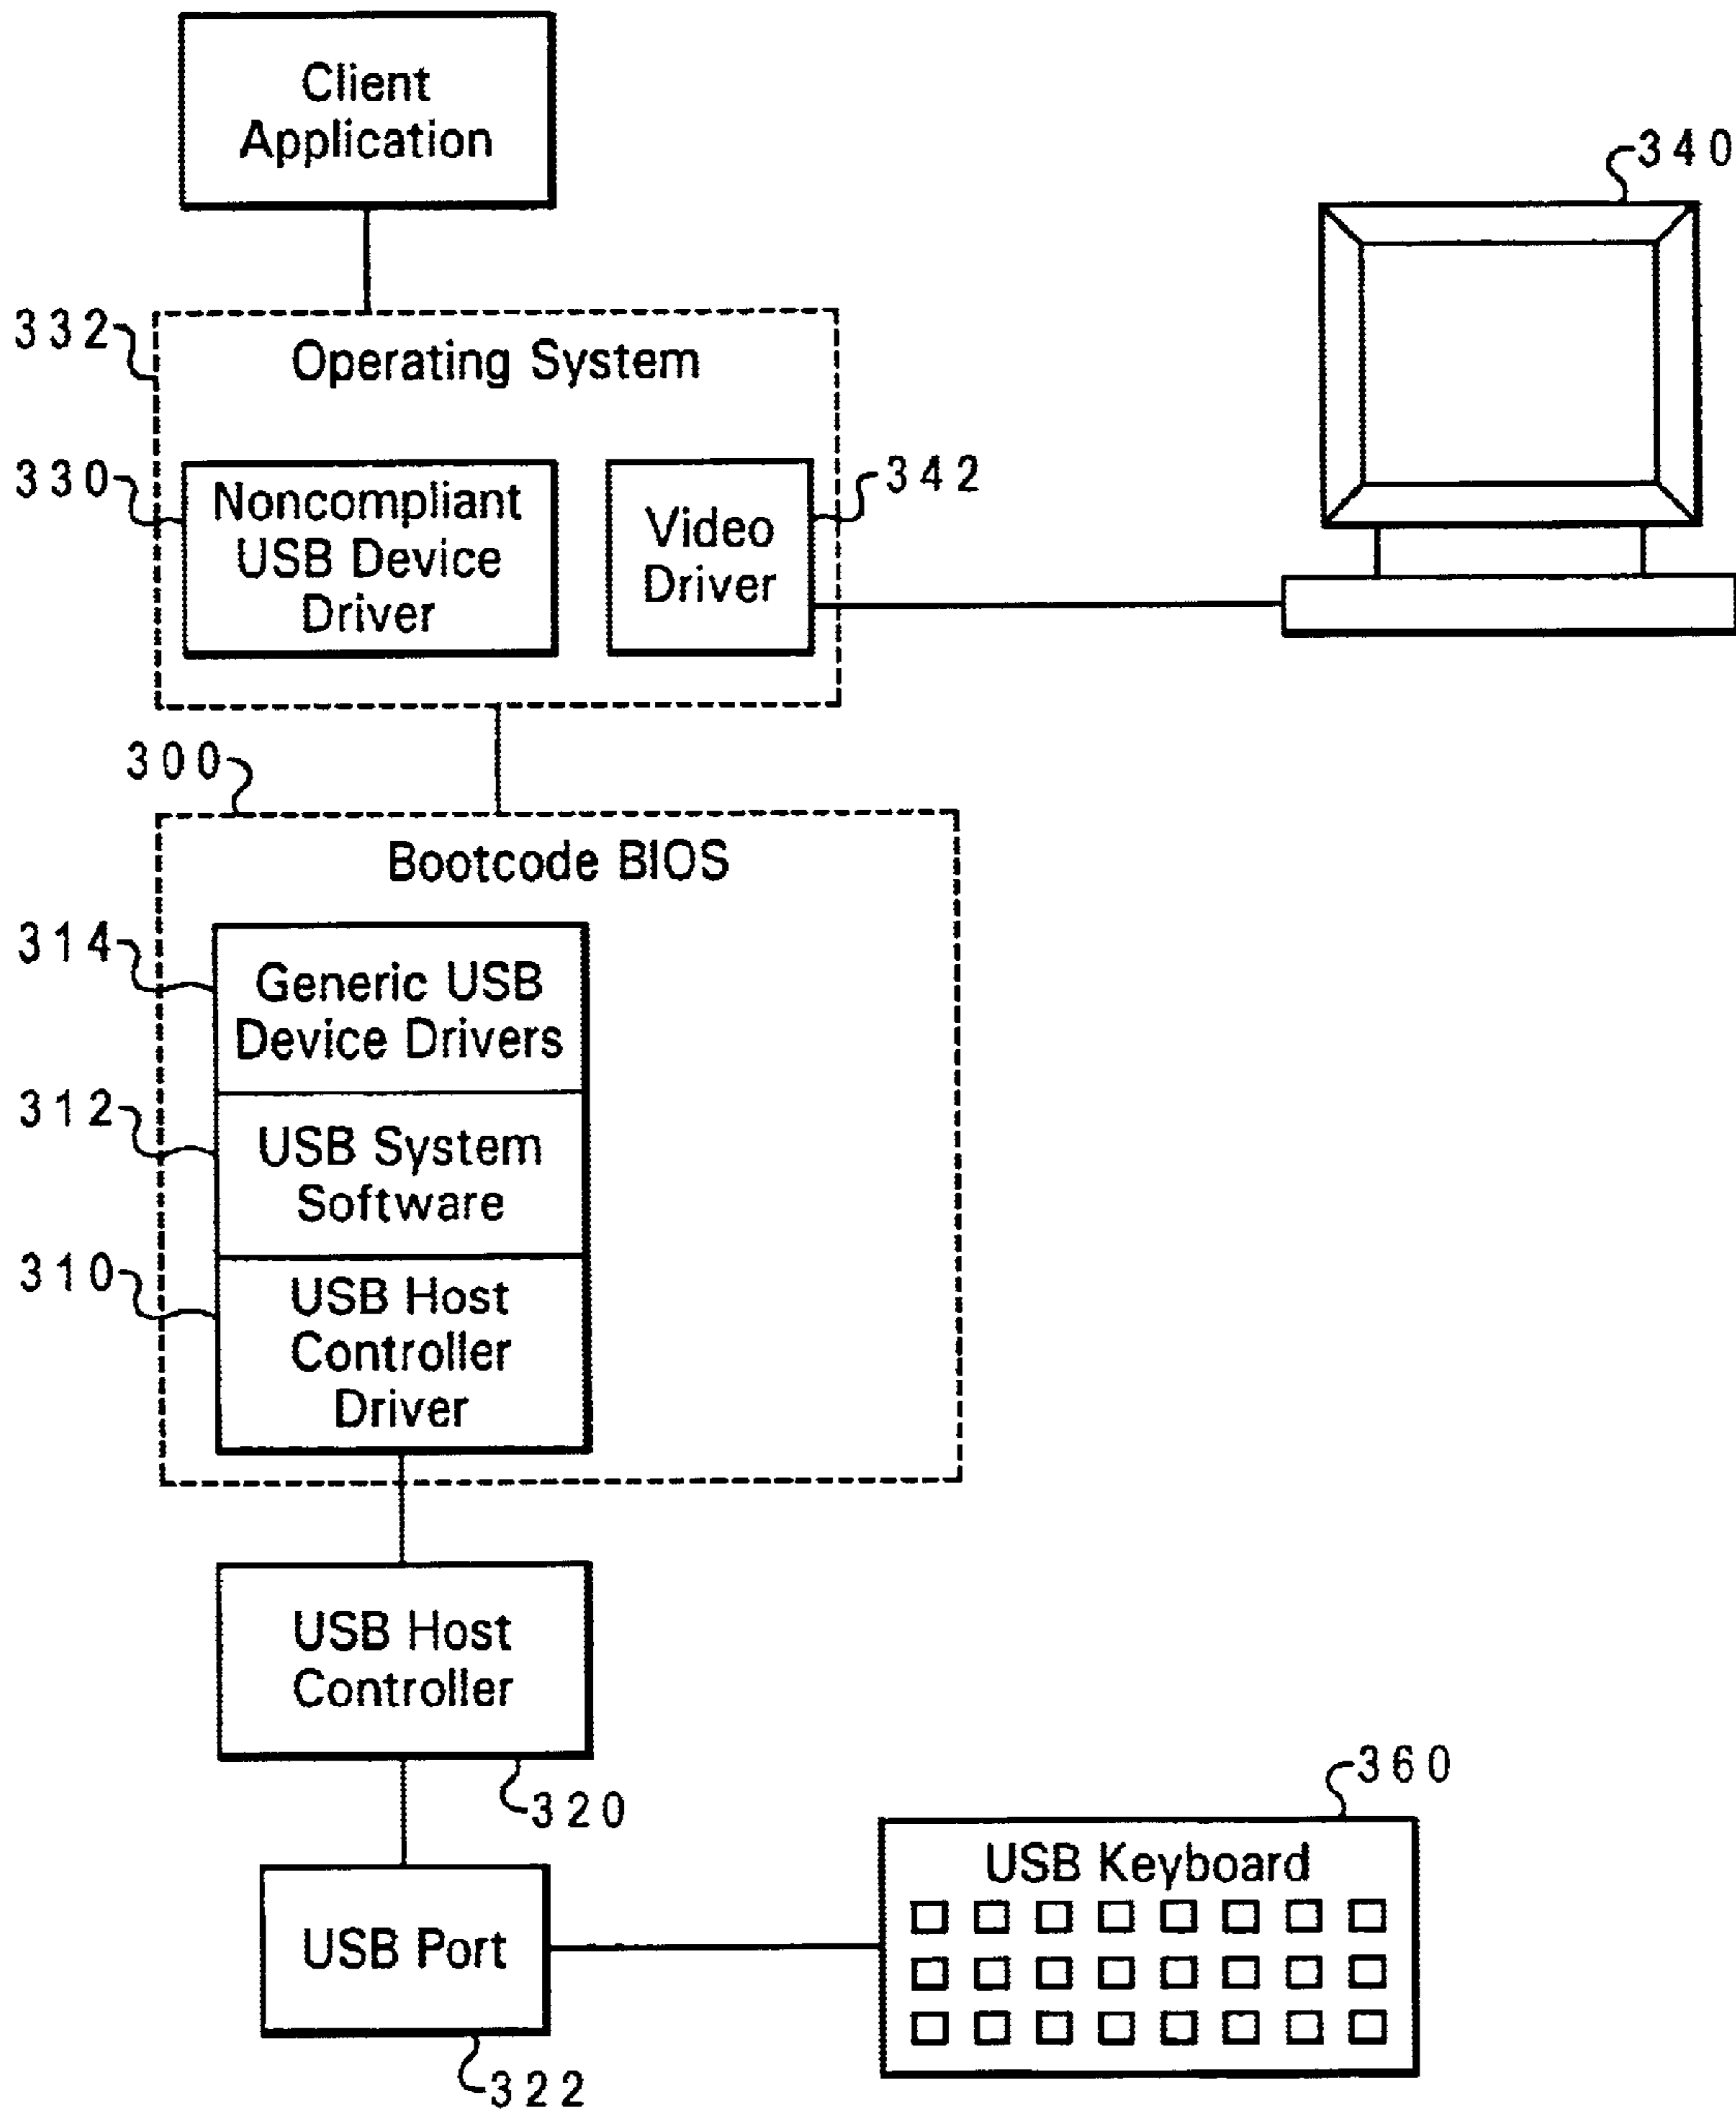 Client
Application
340
332
Operating System
330
Noncompliant
USB Device
Driver
Video
Driver
342
300
Bootcode BIOS
314
Generic USB
Device Drivers
312
USB System
Software
310
USB Host
Controller
Driver
USB Host
Controller
320
360
USB Keyboard
USB Port
322